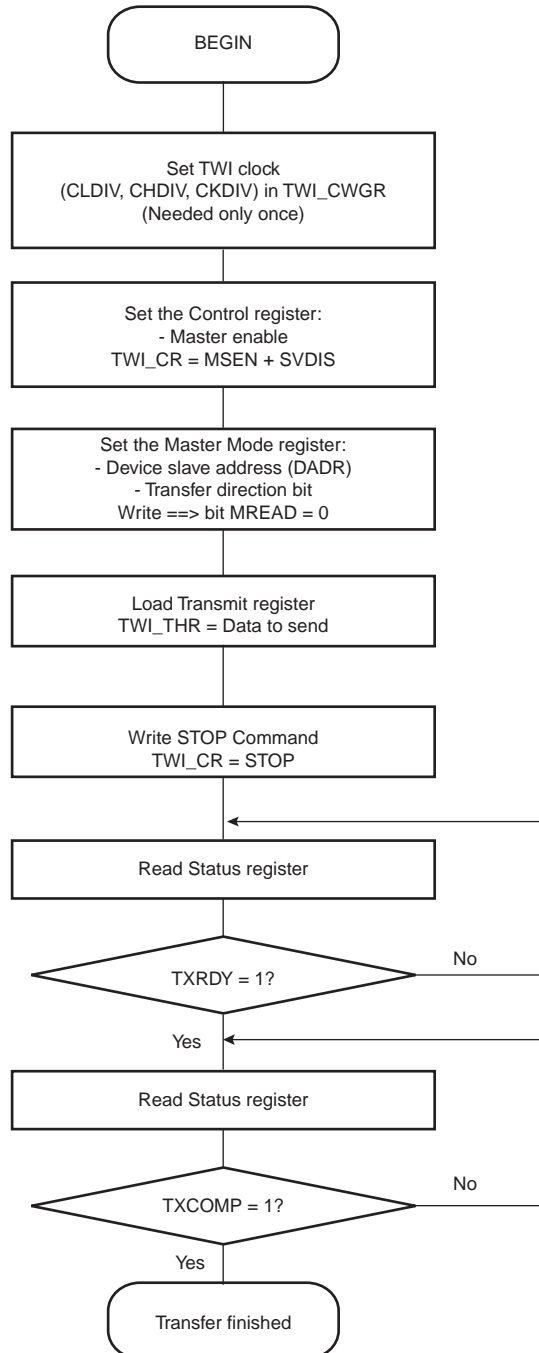 BEGIN
Set TWI clock
(CLDIV, CHDIV, CKDIV) in TWI_CWGR
(Needed only once)
Set the Control register:
- Master enable
TWI_CR = MSEN + SVDIS
Set the Master Mode register:
- Device slave address (DADR)
- Transfer direction bit
Write ==> bit MREAD = 0
Load Transmit register
TWI_THR = Data to send
Write STOP Command
TWI_CR = STOP
Read Status register
TXRDY = 1?
No
Yes
Read Status register
TXCOMP = 1?
No
Yes
Transfer finished